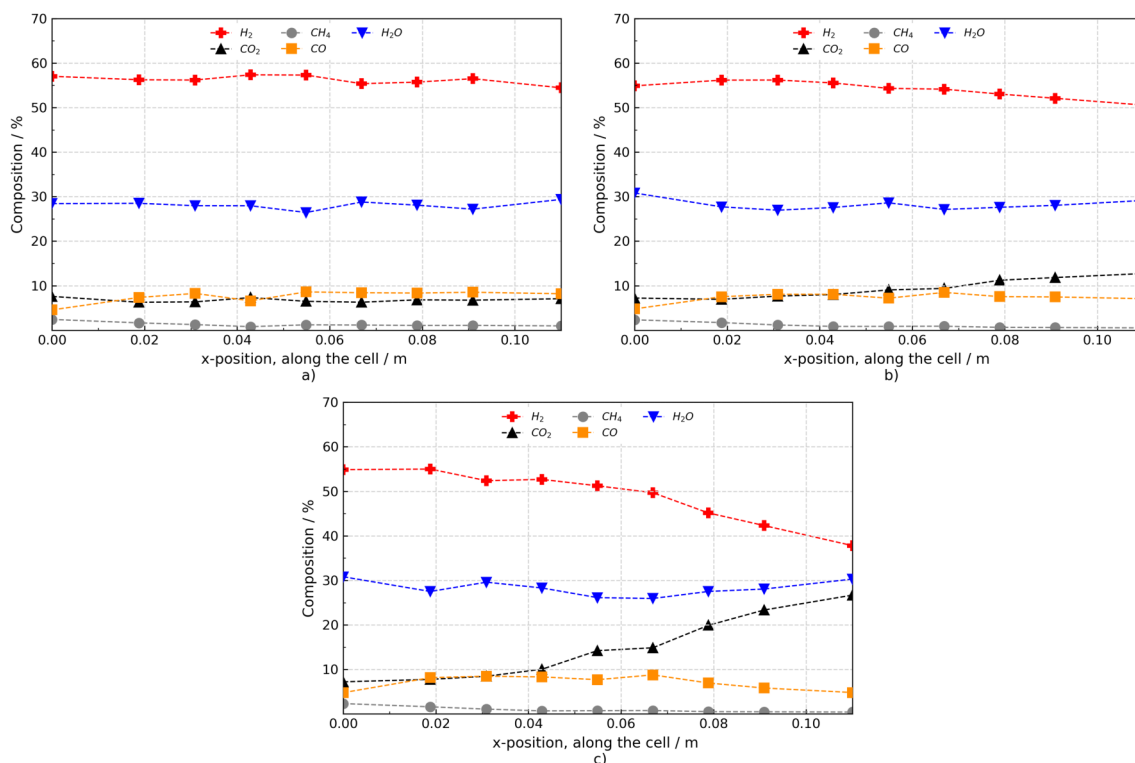 70
60
50
40
30
20
10
Composition / %
H₂ CH₄ H₂O
CO₂ CO
0.00 0.02 0.04 0.06 0.08 0.10
x-position, along the cell / m
a)
70
60
50
40
30
20
10
Composition / %
H₂ CH₄ H₂O
CO₂ CO
0.00 0.02 0.04 0.06 0.08 0.10
x-position, along the cell / m
b)
70
60
50
40
30
20
10
Composition / %
H₂ CH₄ H₂O
CO₂ CO
0.00 0.02 0.04 0.06 0.08 0.10
x-position, along the cell / m
c)